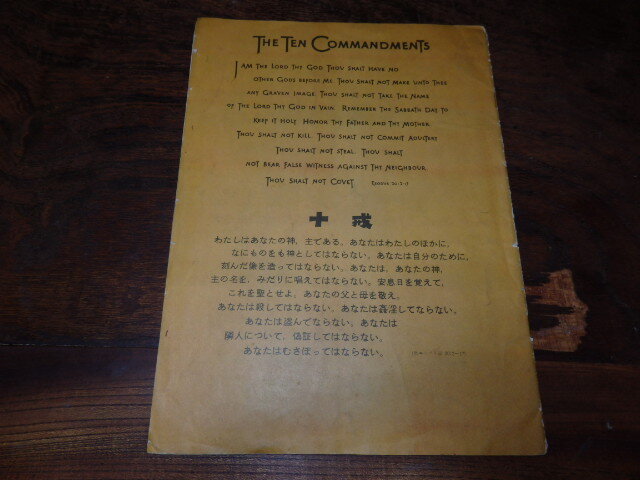 THE TEN COMMANDMENTS
I AM THE LORD THY GOD THOU SHALT HAVE NO
OTHER GODS BEFORE ME. THOU SHALT NOT MAKE UNTO THEE
ANY GRAVEN IMAGE. THOU SHALT NOT TAKE THE NAME
OF THE LORD THY GOD IN VAIN. REMEMBER THE SABBATH DAY TO
KEEP IT HOLY. HONOR THY FATHER AND THY MOTHER.
THOU SHALT NOT KILL. THOU SHALT NOT COMMIT ADULTERY
THOU SHALT NOT STEAL. THOU SHALT
NOT BEAR FALSE WITNESS AGAINST THY NEIGHBOUR.
THOU SHALT NOT COVET. EXODUS 20:2-17
十戒
わたしはあなたの神、主である。あなたはわたしのほかに、
なにものをも神としてはならない。あなたは自分のために、
刻んだ像を造ってはならない。あなたは、あなたの神、
主の名を、みだりに唱えてはならない。安息日を覚えて、
これを聖とせよ。あなたの父と母を敬え。
あなたは殺してはならない。あなたは姦淫してならない。
あなたは盗んでならない。あなたは
隣人について、偽証してはならない。
あなたはむさぼってはならない。